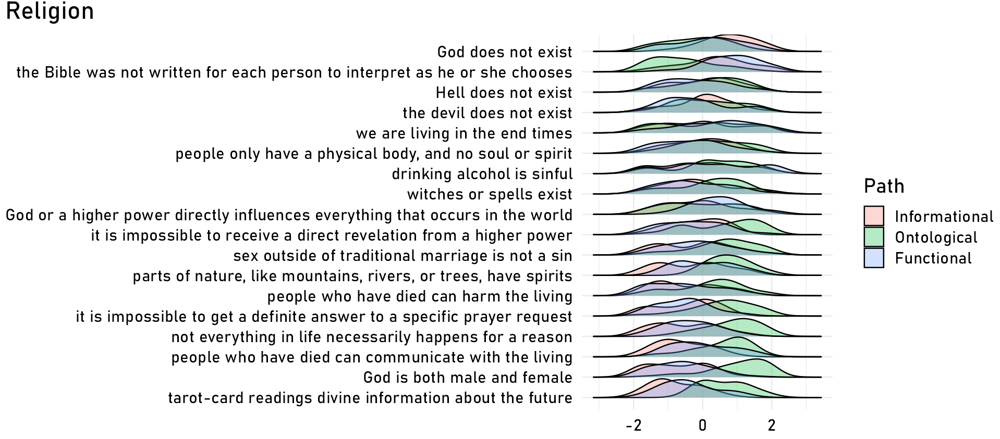 Religion
God does not exist
the Bible was not written for each person to interpret as he or she chooses
Hell does not exist
the devil does not exist
we are living in the end times
people only have a physical body, and no soul or spirit
drinking alcohol is sinful
witches or spells exist
God or a higher power directly influences everything that occurs in the world
it is impossible to receive a direct revelation from a higher power
sex outside of traditional marriage is not a sin
parts of nature, like mountains, rivers, or trees, have spirits
people who have died can harm the living
it is impossible to get a definite answer to a specific prayer request
not everything in life necessarily happens for a reason
people who have died can communicate with the living
God is both male and female
tarot-card readings divine information about the future
-2 0 2
Path
Informational
Ontological
Functional